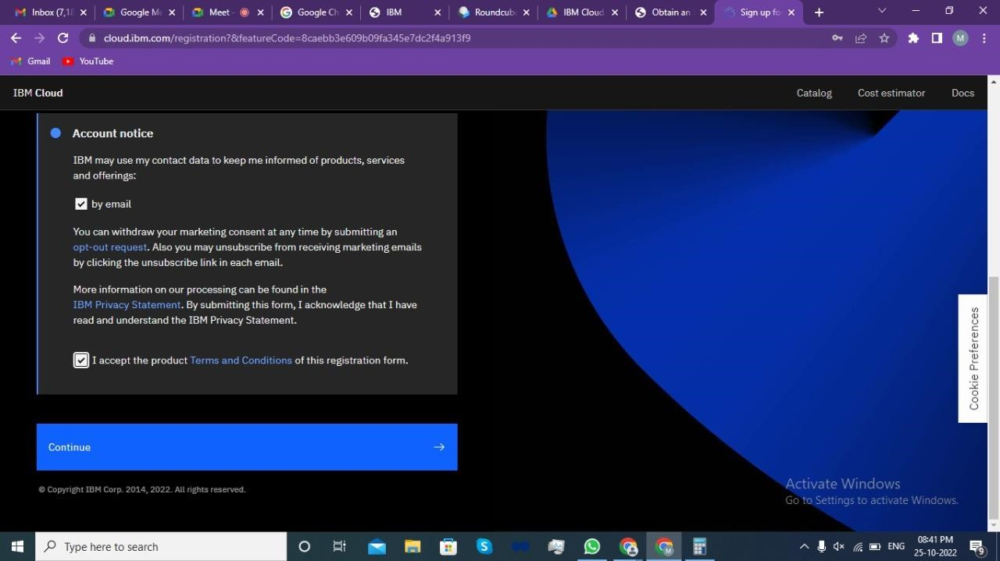 Inbox (7,18
Google Me
Meet -
Google Ch
IBM
Roundcube
IBM Cloud
Obtain an
Sign up fo
cloud.ibm.com/registration?&featureCode=8caebb3e609b09fa345e7dc2f4a913f9
M
Gmail
YouTube
IBM Cloud
Catalog
Cost estimator
Docs
Account notice
IBM may use my contact data to keep me informed of products, services
and offerings:
by email
You can withdraw your marketing consent at any time by submitting an
opt-out request. Also you may unsubscribe from receiving marketing emails
by clicking the unsubscribe link in each email.
More information on our processing can be found in the
IBM Privacy Statement. By submitting this form, I acknowledge that I have
read and understand the IBM Privacy Statement.
I accept the product Terms and Conditions of this registration form.
Cookie Preferences
Continue
© Copyright IBM Corp. 2014, 2022. All rights reserved.
Activate Windows
Go to Settings to activate Windows.
Type here to search
ENG
08:41 PM
25-10-2022
9